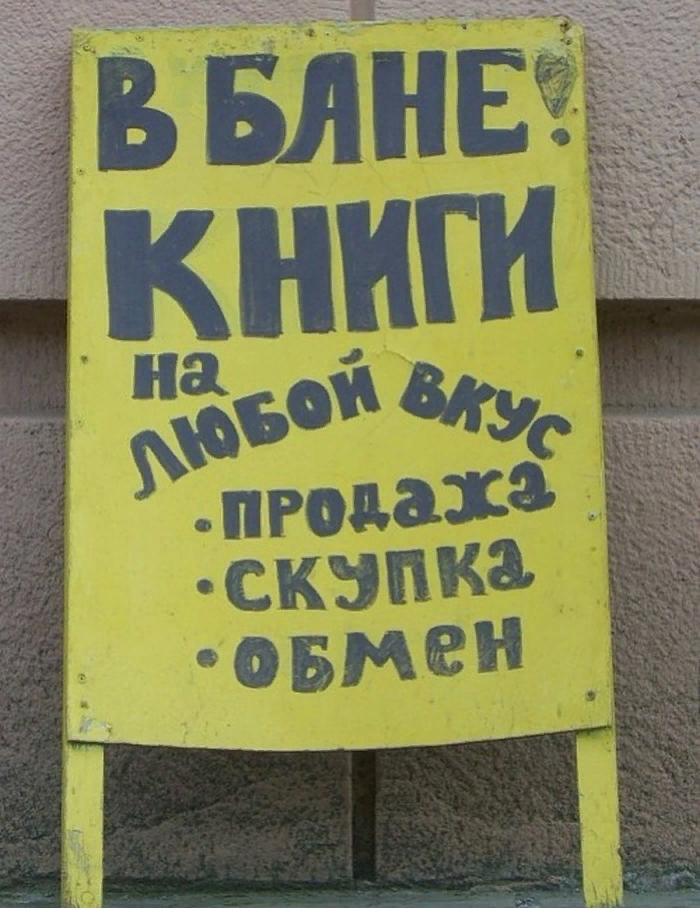 В БАНЕ!
КНИГИ
на
ЛЮБОЙ ВКУС
• ПРОДАЖА
• СКУПКА
• ОБМЕН